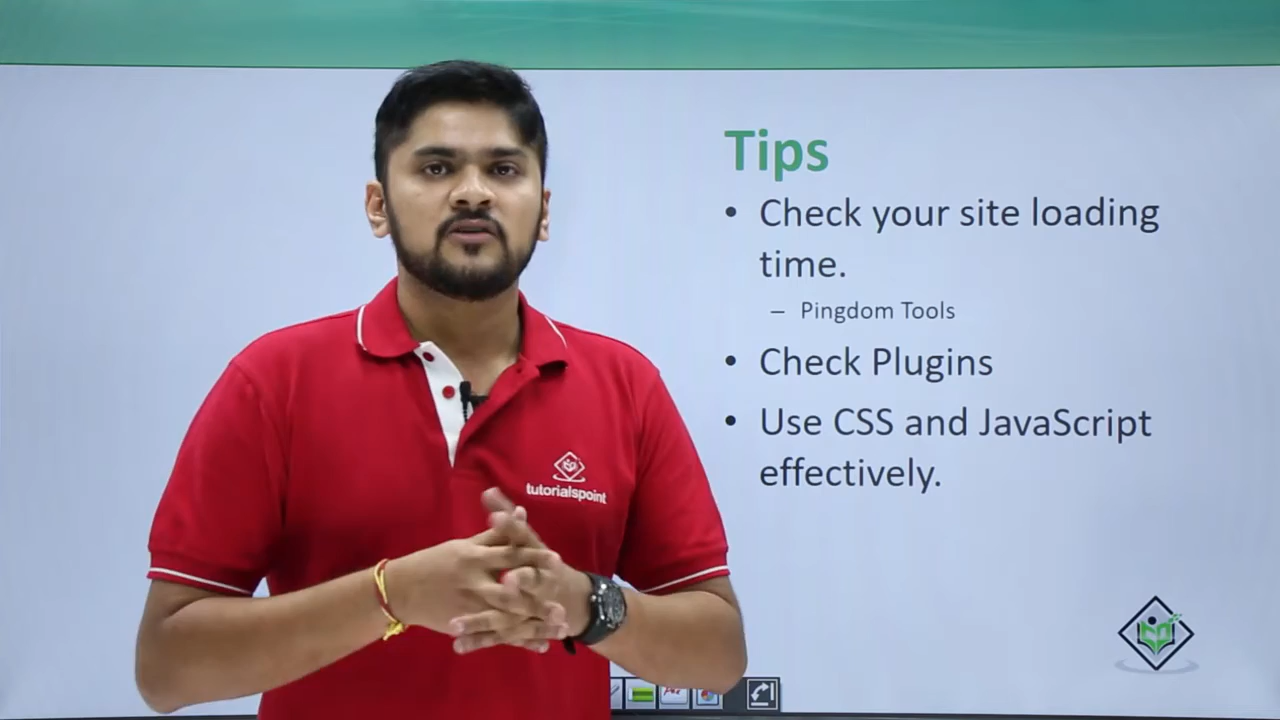 Tips
• Check your site loading
time.
– Pingdom Tools
• Check Plugins
• Use CSS and JavaScript
effectively.
tutorialspoint